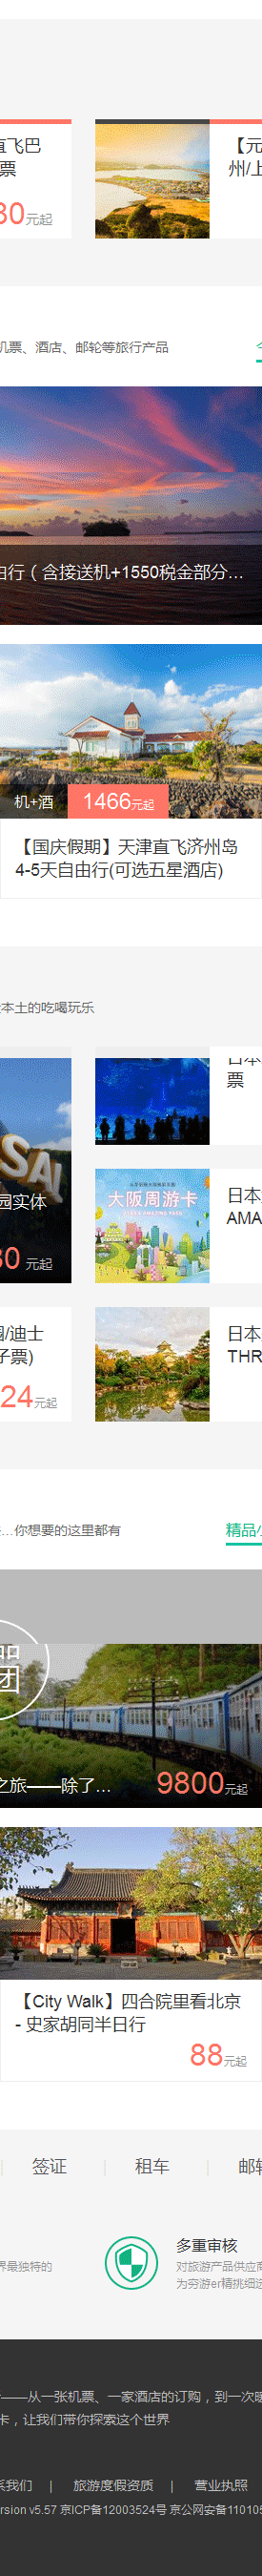 直飞巴
票
元起
【元
州/上
机票、酒店、邮轮等旅行产品
由行（含接送机+1550税金部分...
机+酒
1466元起
【国庆假期】天津直飞济州岛
4-5天自由行(可选五星酒店)
本土的吃喝玩乐
园实体
元起
票
大阪周游卡
日本
AMA
园/迪士
子票)
24元起
日本
THR
...你想要的这里都有
精品小
品
团
之旅——除了...
9800元起
【City Walk】四合院里看北京
- 史家胡同半日行
88元起
签证
租车
邮轮
界最独特的
多重审核
对旅游产品供应商
为穷游er精挑细选
——从一张机票、一家酒店的订购，到一次
卡，让我们带你探索这个世界
系我们 | 旅游度假资质 | 营业执照
rsion v5.57 京ICP备12003524号 京公网安备11010